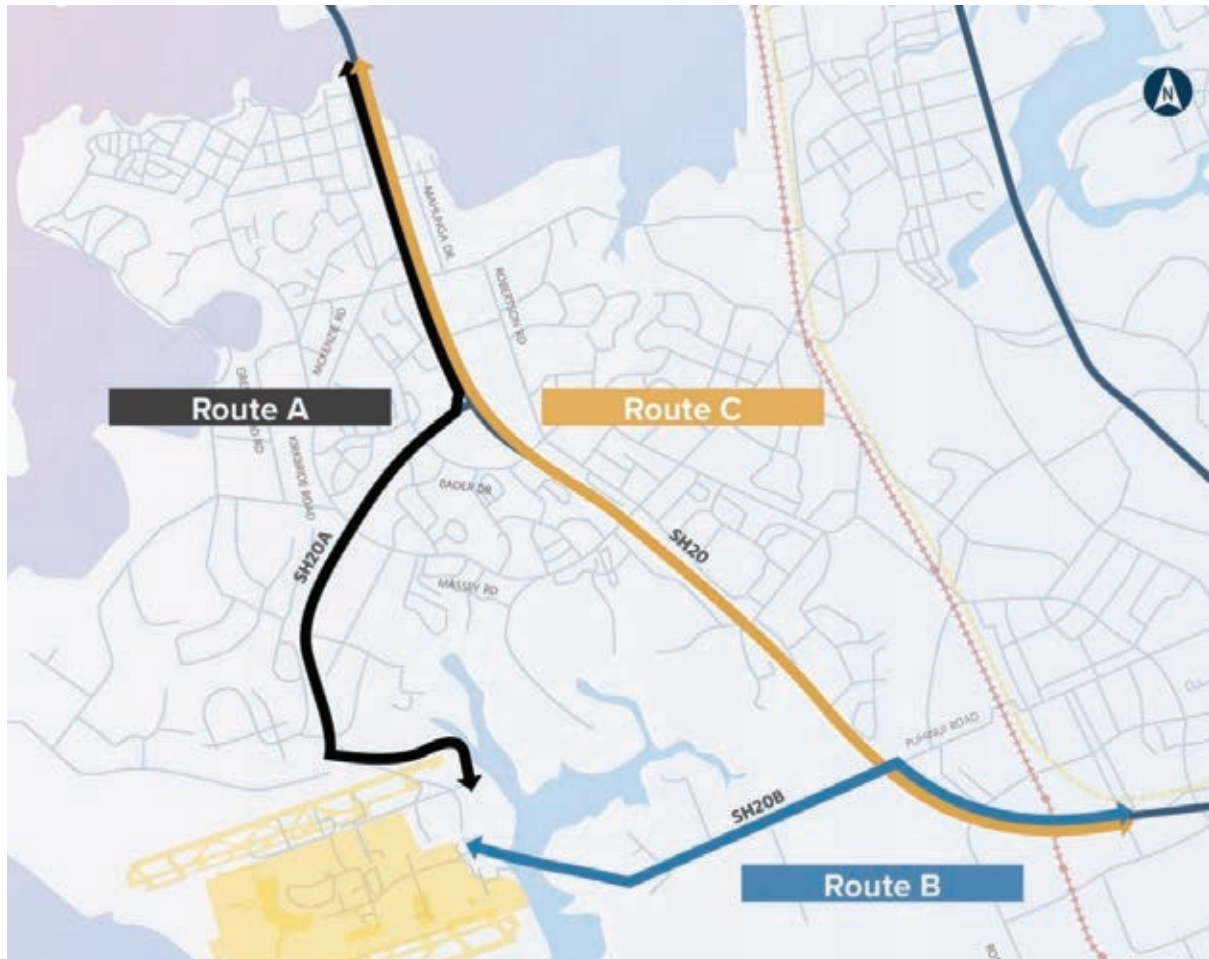 N
MAHUNGA DR
ROBERTSON RD
MCKENZIE RD
Route A
Route C
KIRKBRIDE ROAD
BADER DR
SH20A
SH20
MASSEY RD
PUHINUI ROAD
SH20B
Route B